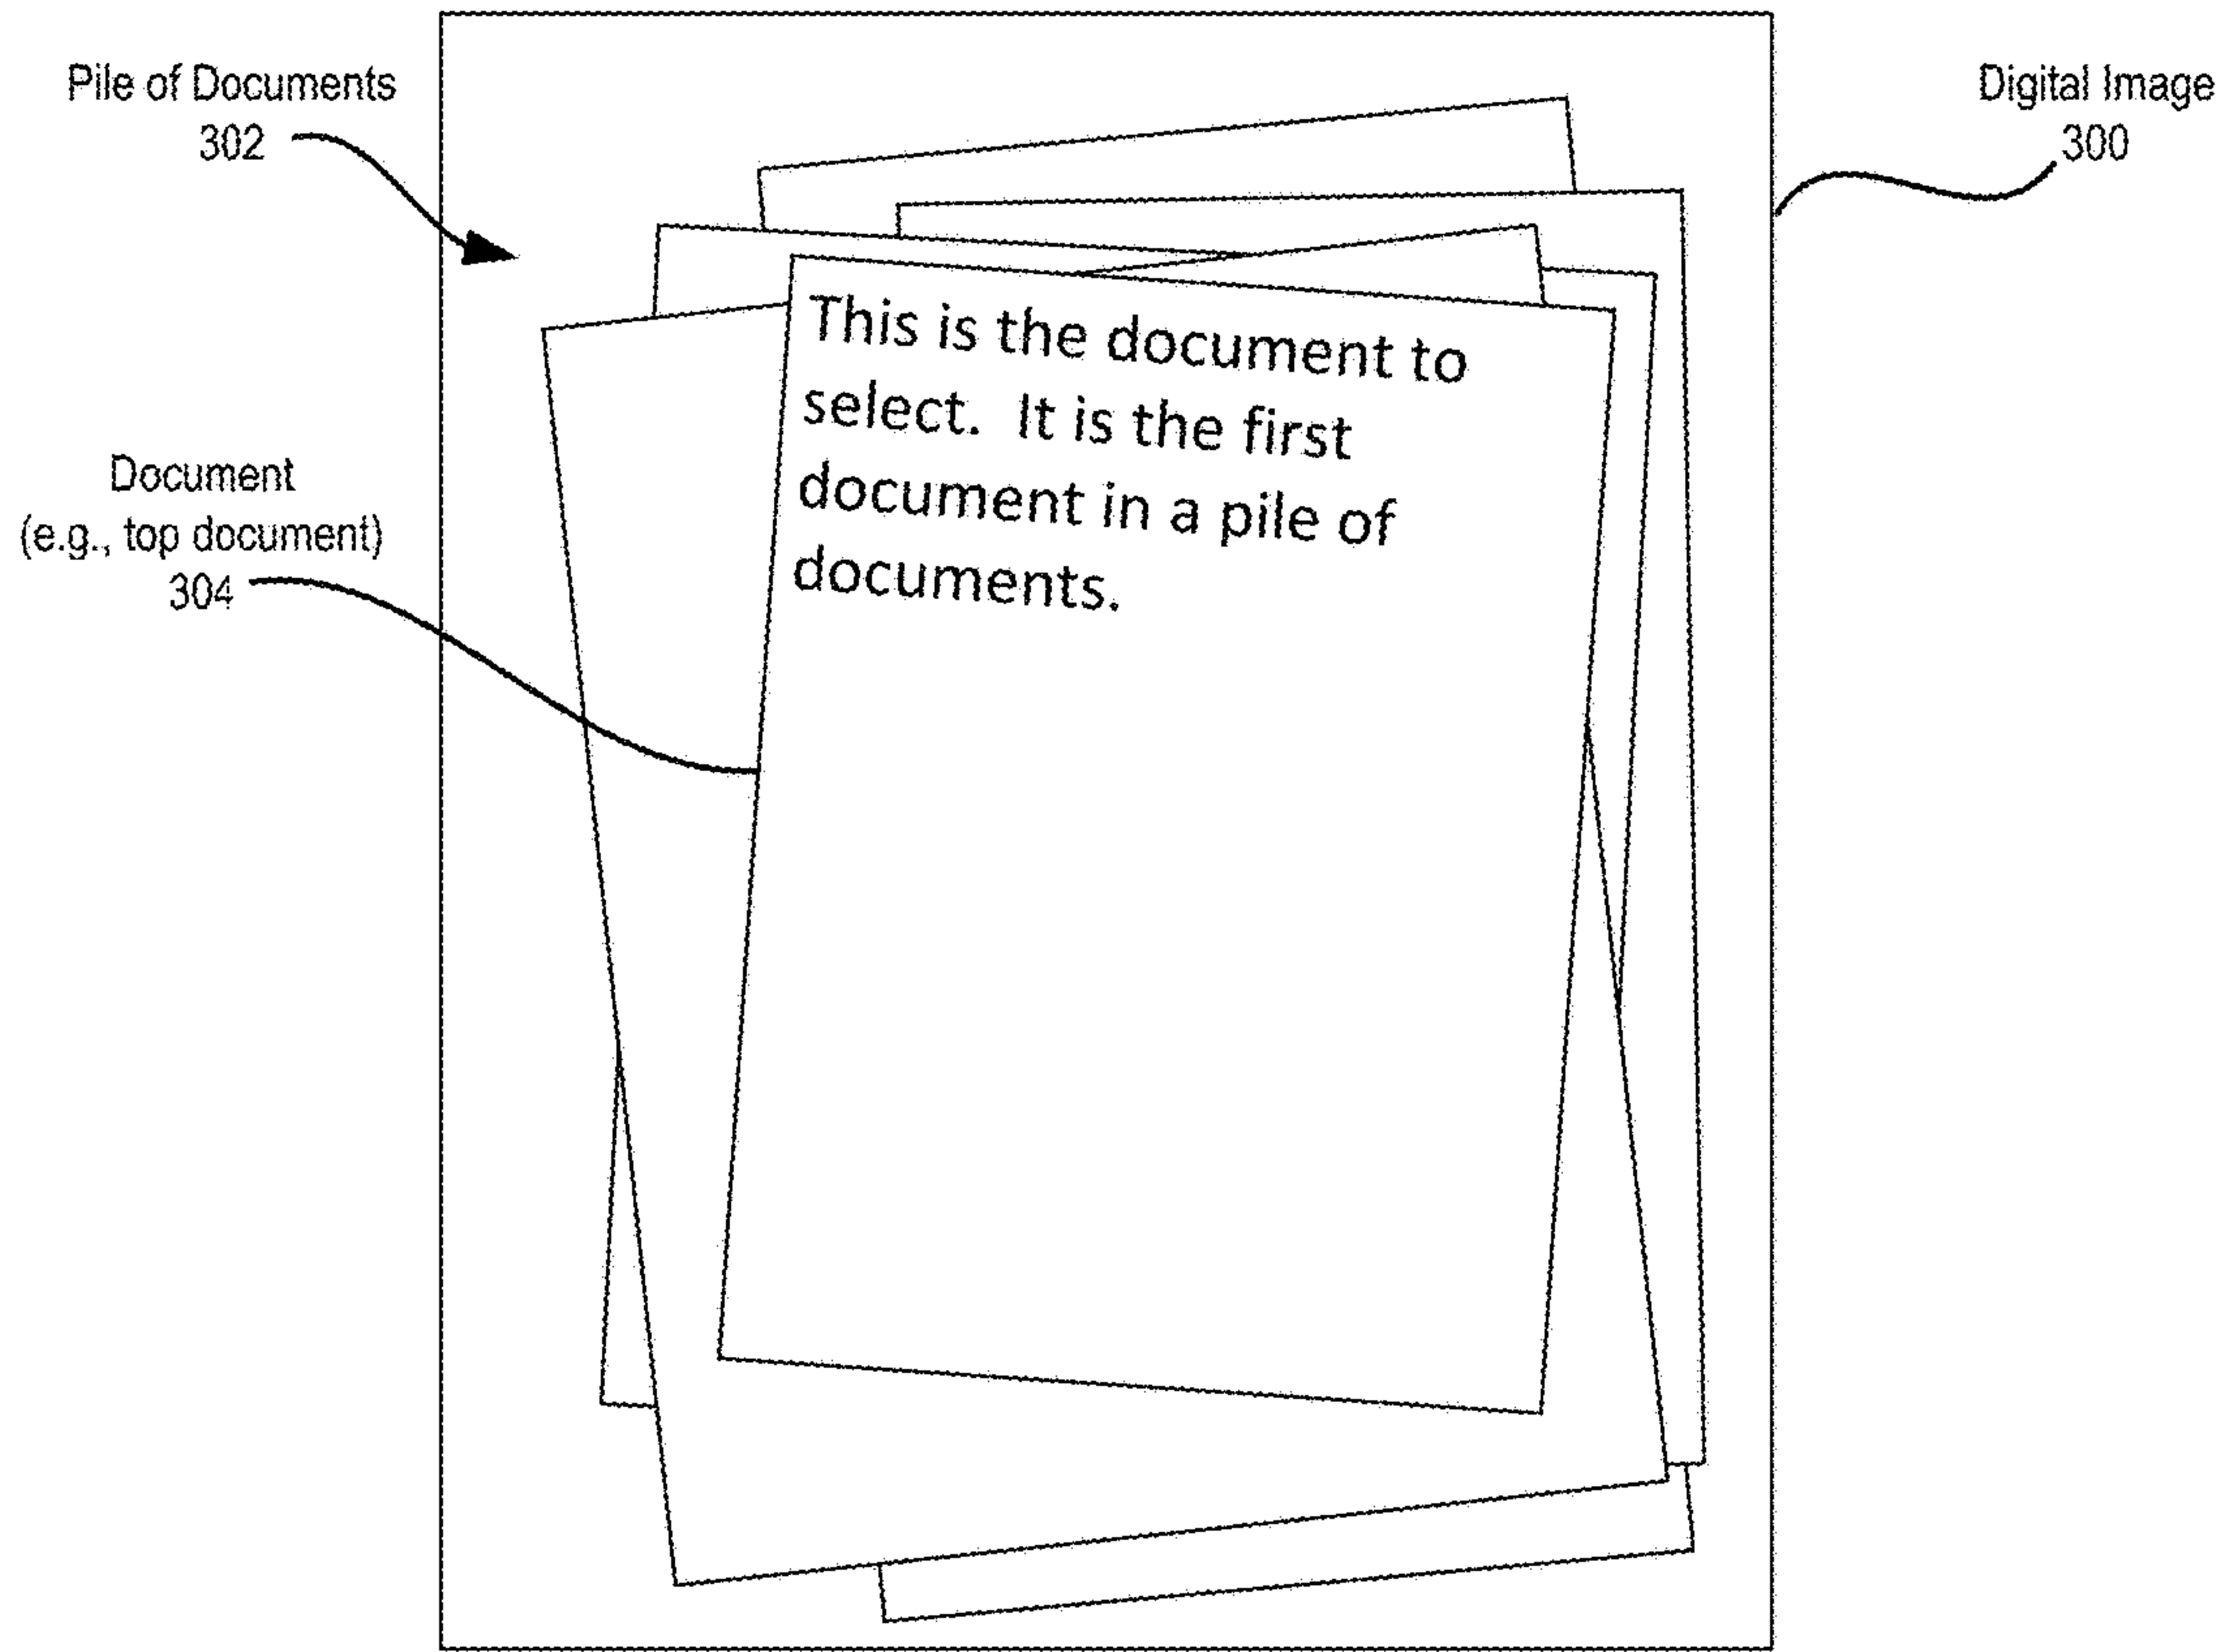 Pile of Documents
302
Digital Image
300
This is the document to
select.  It is the first
document in a pile of
documents.
Document
(e.g., top document)
304